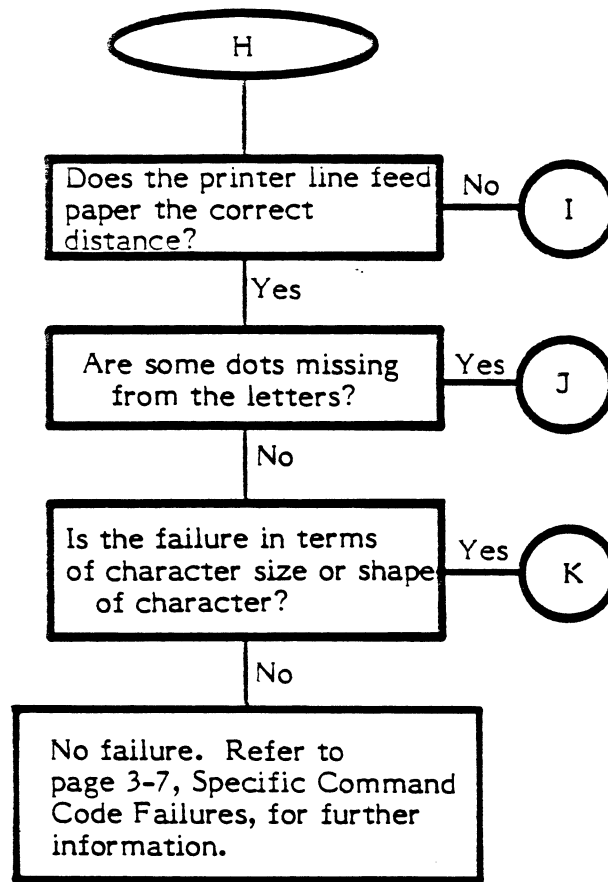 H
Does the printer line feed
paper the correct
distance?
No
I
Yes
Are some dots missing
from the letters?
Yes
J
No
Is the failure in terms
of character size or shape
of character?
Yes
K
No
No failure. Refer to
page 3-7, Specific Command
Code Failures, for further
information.